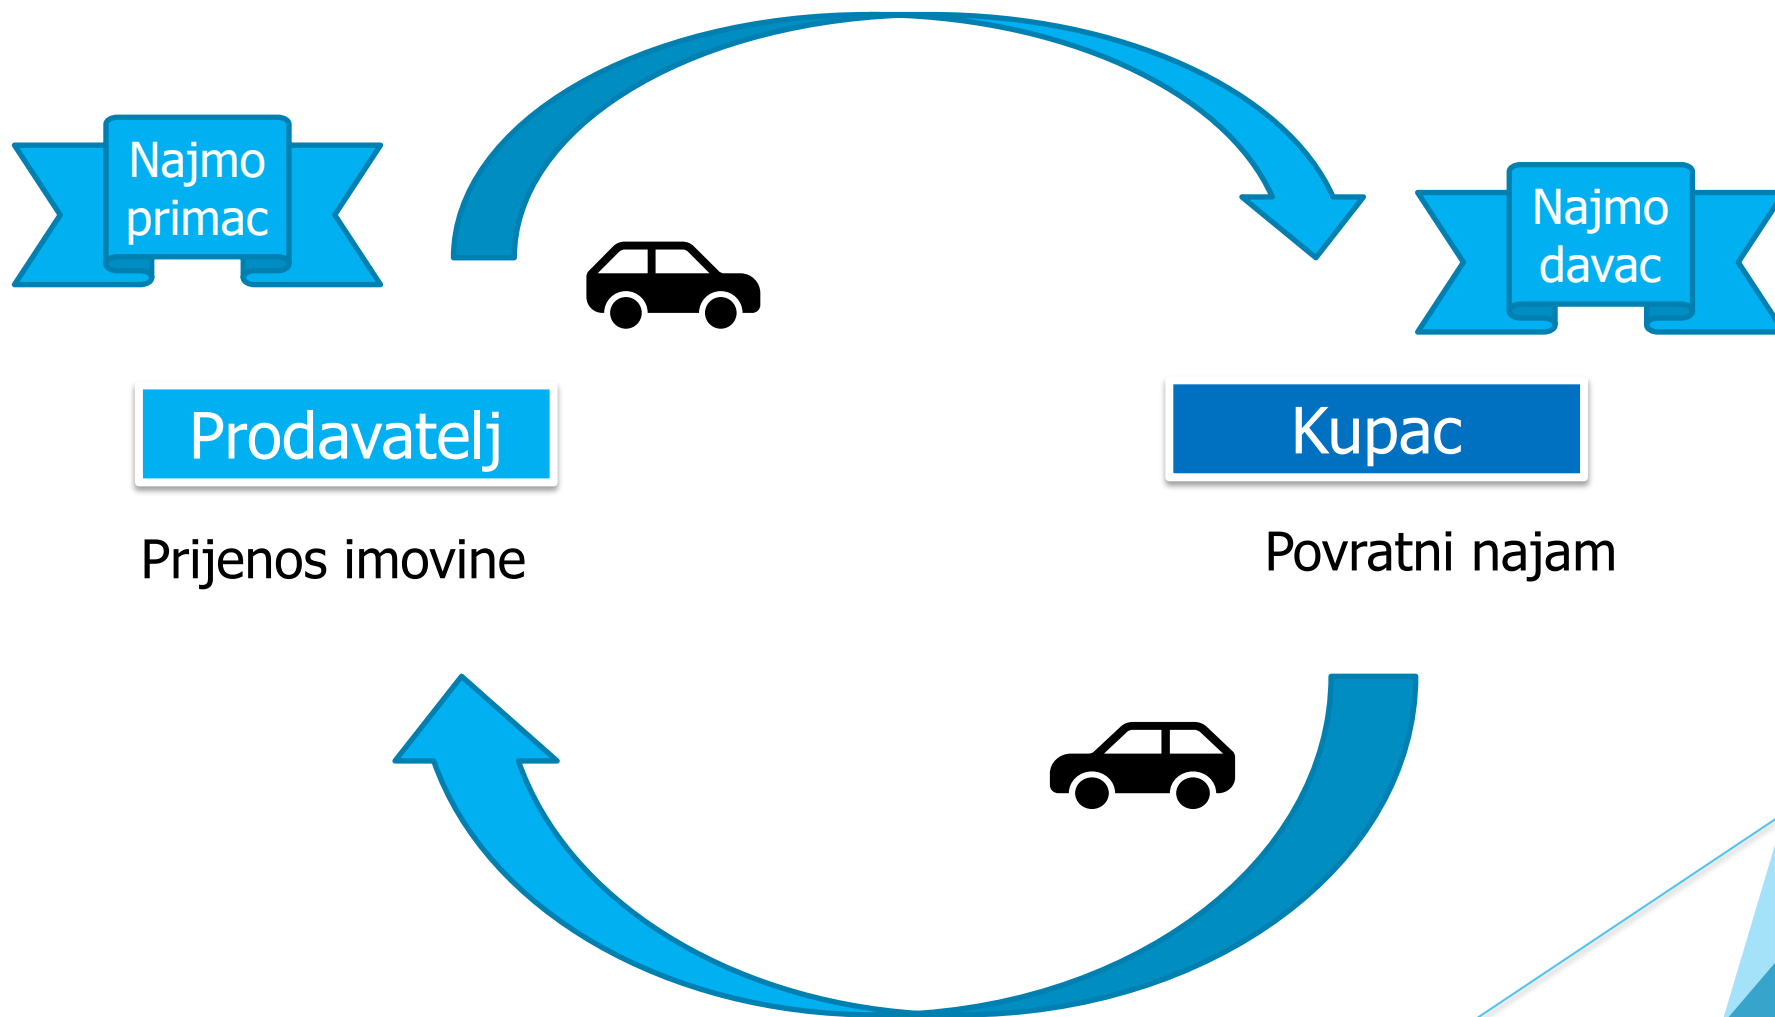 Najmo
primac
Najmo
davac
Prodavatelj
Kupac
Prijenos imovine
Povratni najam